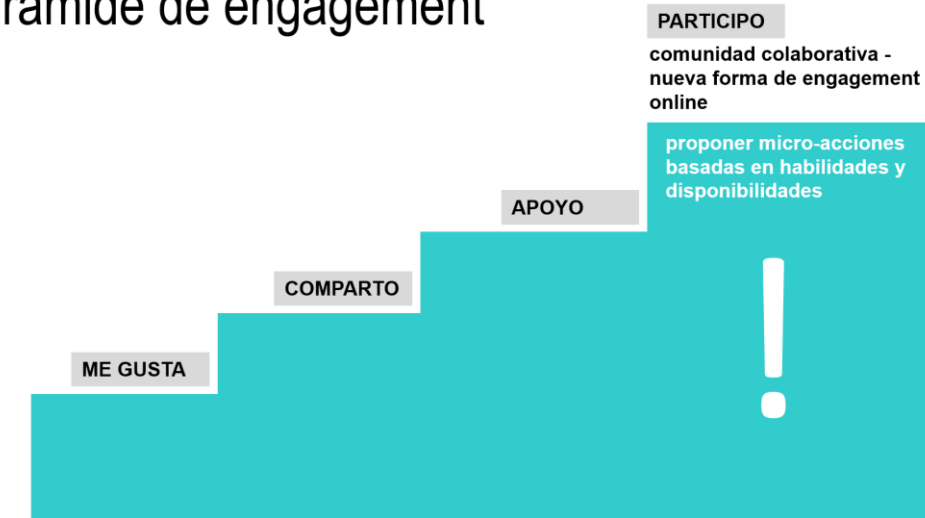 rámide de engagement
PARTICIPO
comunidad colaborativa -
nueva forma de engagement
online
proponer micro-acciones
basadas en habilidades y
disponibilidades
APOYO
COMPARTO
ME GUSTA
!